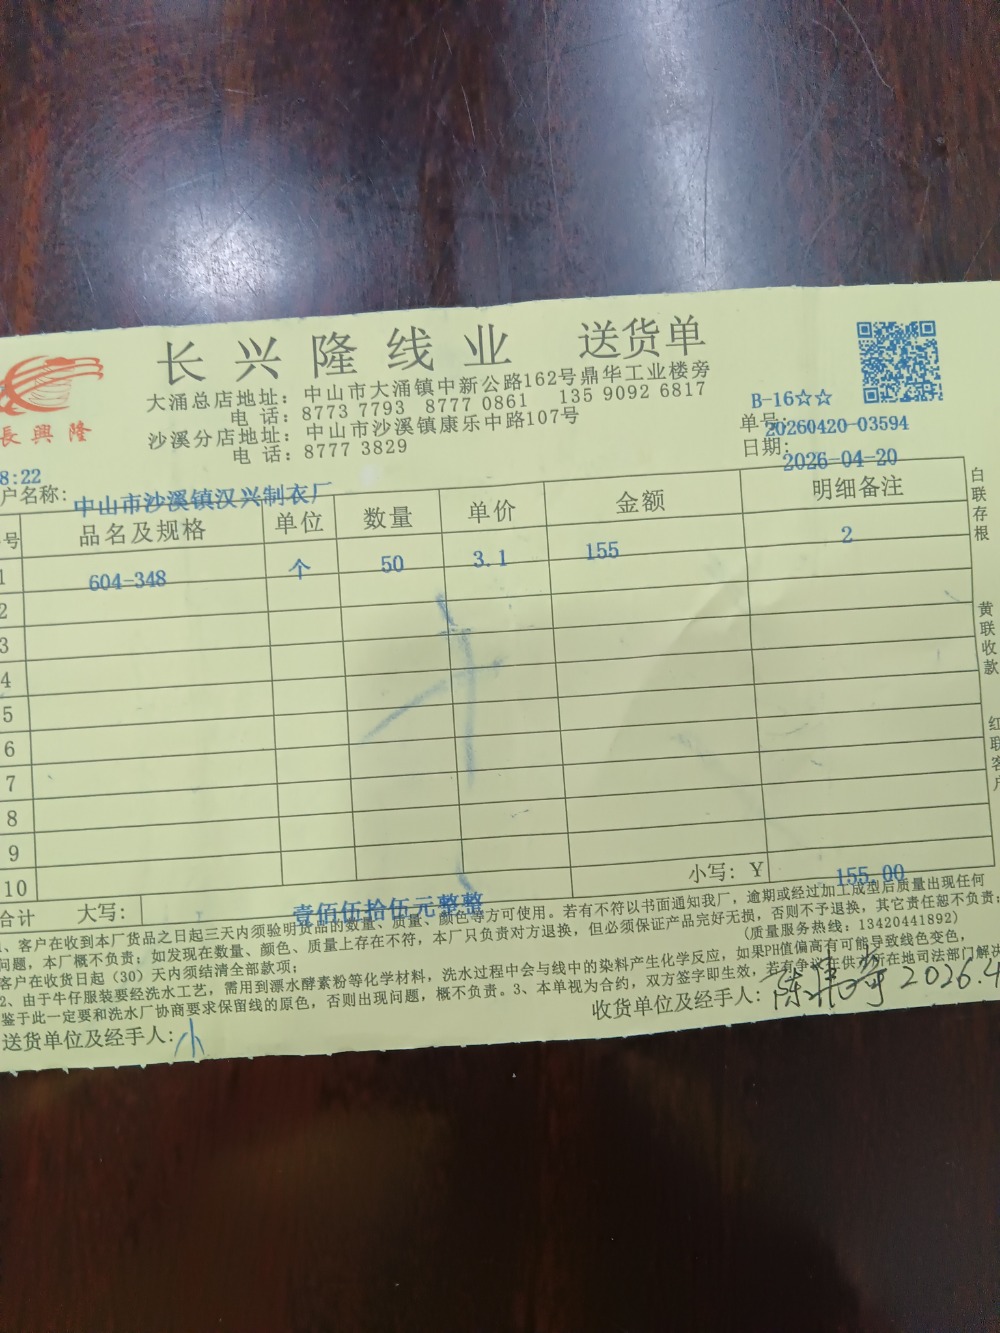 长兴隆线业 送货单
長興隆
大涌总店地址：中山市大涌镇中新公路162号鼎华工业楼旁
电 话：8773 7793 8777 0861 135 9092 6817
沙溪分店地址：中山市沙溪镇康乐中路107号
电 话：8777 3829
B-16☆☆
单号：20260420-03594
日期：2026-04-20
8:22
户名称：中山市沙溪镇汉兴制衣厂
号 品名及规格 单位 数量 单价 金额 明细备注
1 604-348 个 50 3.1 155 2
2
3
4
5
6
7
8
9
10
小写：￥ 155.00
合计 大写： 壹佰伍拾伍元整整
白联存根
黄联收款
红联客户
1、客户在收到本厂货品之日起三天内须验明货品的数量、质量、颜色等方可使用。若有不符以书面通知我厂，逾期或经过加工成型后质量出现任何
问题，本厂概不负责；如发现在数量、颜色、质量上存在不符，本厂只负责对方退换，但必须保证产品完好无损，否则不予退换，其它责任恕不负责；
客户在收货日起（30）天内须结清全部款项； (质量服务热线：13420441892)
2、由于牛仔服装要经洗水工艺，需用到漂水酵素粉等化学材料，洗水过程中会与线中的染料产生化学反应，如果PH值偏高有可能导致线色变色，
鉴于此一定要和洗水厂协商要求保留线的原色，否则出现问题，概不负责。3、本单视为合约，双方签字即生效，若有争议在供方所在地司法部门解决
送货单位及经手人：小
收货单位及经手人： 2026.4